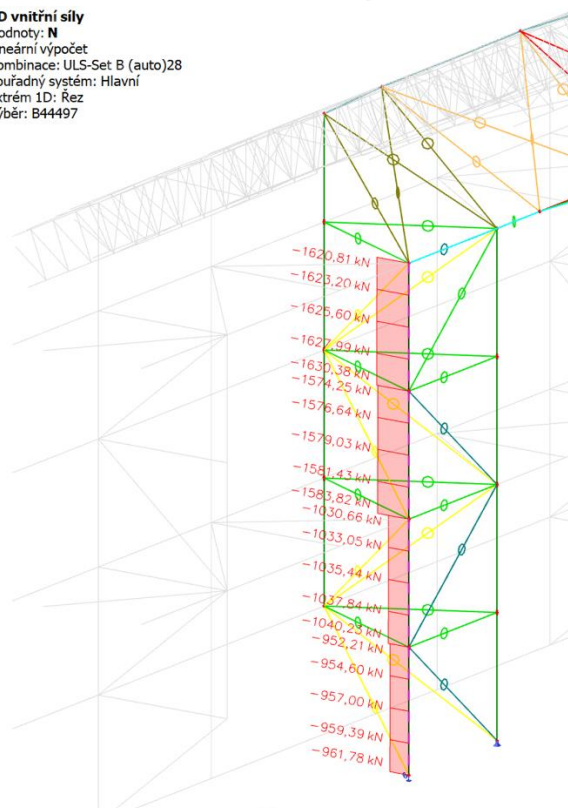 D vnitřní síly
odnoty: N
neární výpočet
ombinace: ULS-Set B (auto)28
ouřadný systém: Hlavní
xtrém 1D: Řez
ýběr: B44497
−1620,81 kN
−1623,20 kN
−1625,60 kN
−1627,99 kN
−1630,38 kN
−1574,25 kN
−1576,64 kN
−1579,03 kN
−1581,43 kN
−1583,82 kN
−1030,66 kN
−1033,05 kN
−1035,44 kN
−1037,84 kN
−1040,23 kN
−952,21 kN
−954,60 kN
−957,00 kN
−959,39 kN
−961,78 kN